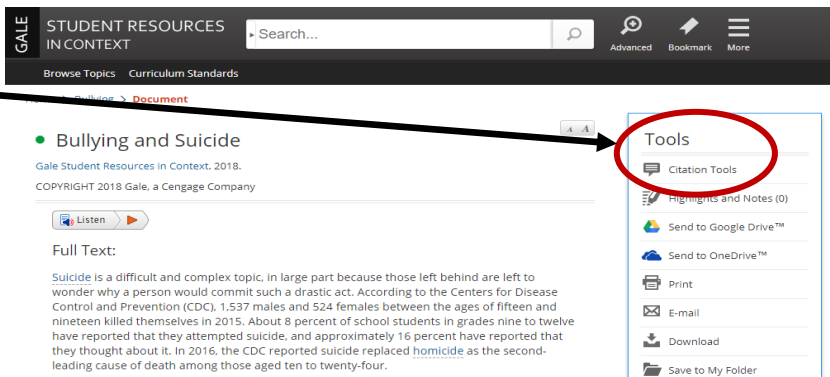 GALE
STUDENT RESOURCES
IN CONTEXT
Search...
Advanced
Bookmark
More
Browse Topics Curriculum Standards
Bullying > Document
Bullying and Suicide
A A
Gale Student Resources in Context. 2018.
COPYRIGHT 2018 Gale, a Cengage Company
Listen
Full Text:
Suicide is a difficult and complex topic, in large part because those left behind are left to
wonder why a person would commit such a drastic act. According to the Centers for Disease
Control and Prevention (CDC), 1,537 males and 524 females between the ages of fifteen and
nineteen killed themselves in 2015. About 8 percent of school students in grades nine to twelve
have reported that they attempted suicide, and approximately 16 percent have reported that
they thought about it. In 2016, the CDC reported suicide replaced homicide as the second-
leading cause of death among those aged ten to twenty-four.
Tools
Citation Tools
Highlights and Notes (0)
Send to Google Drive™
Send to OneDrive™
Print
E-mail
Download
Save to My Folder